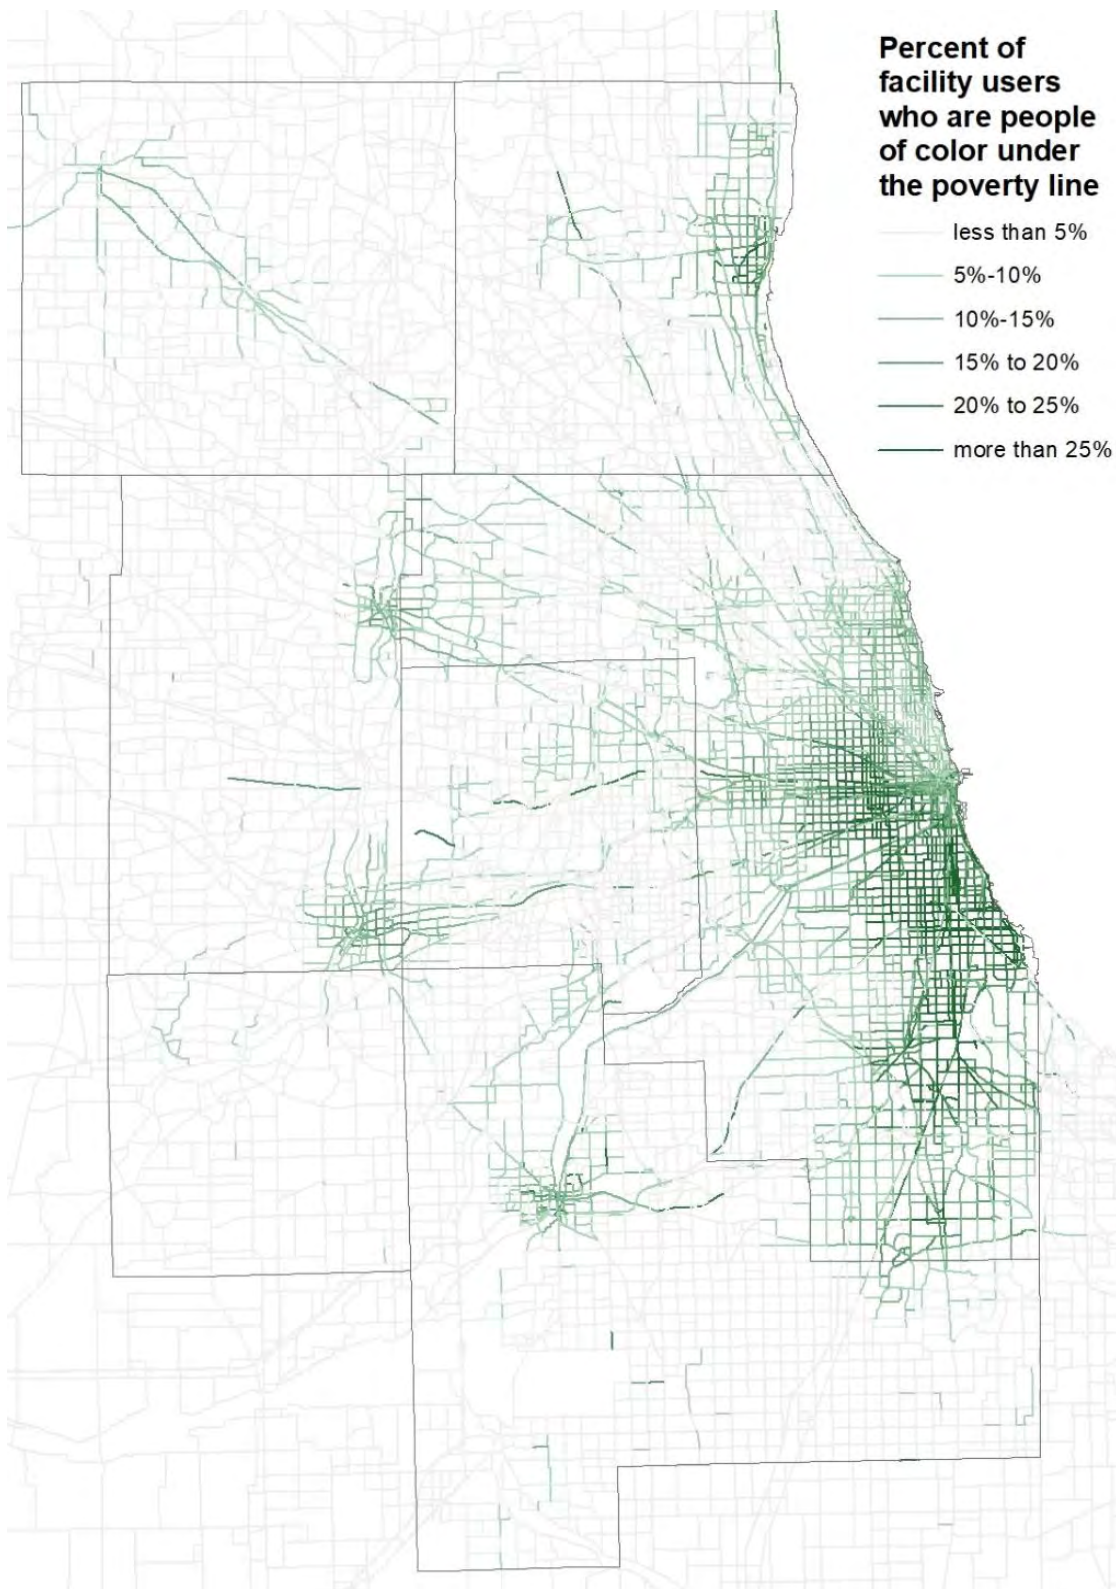 Percent of
facility users
who are people
of color under
the poverty line
less than 5%
5%-10%
10%-15%
15% to 20%
20% to 25%
more than 25%